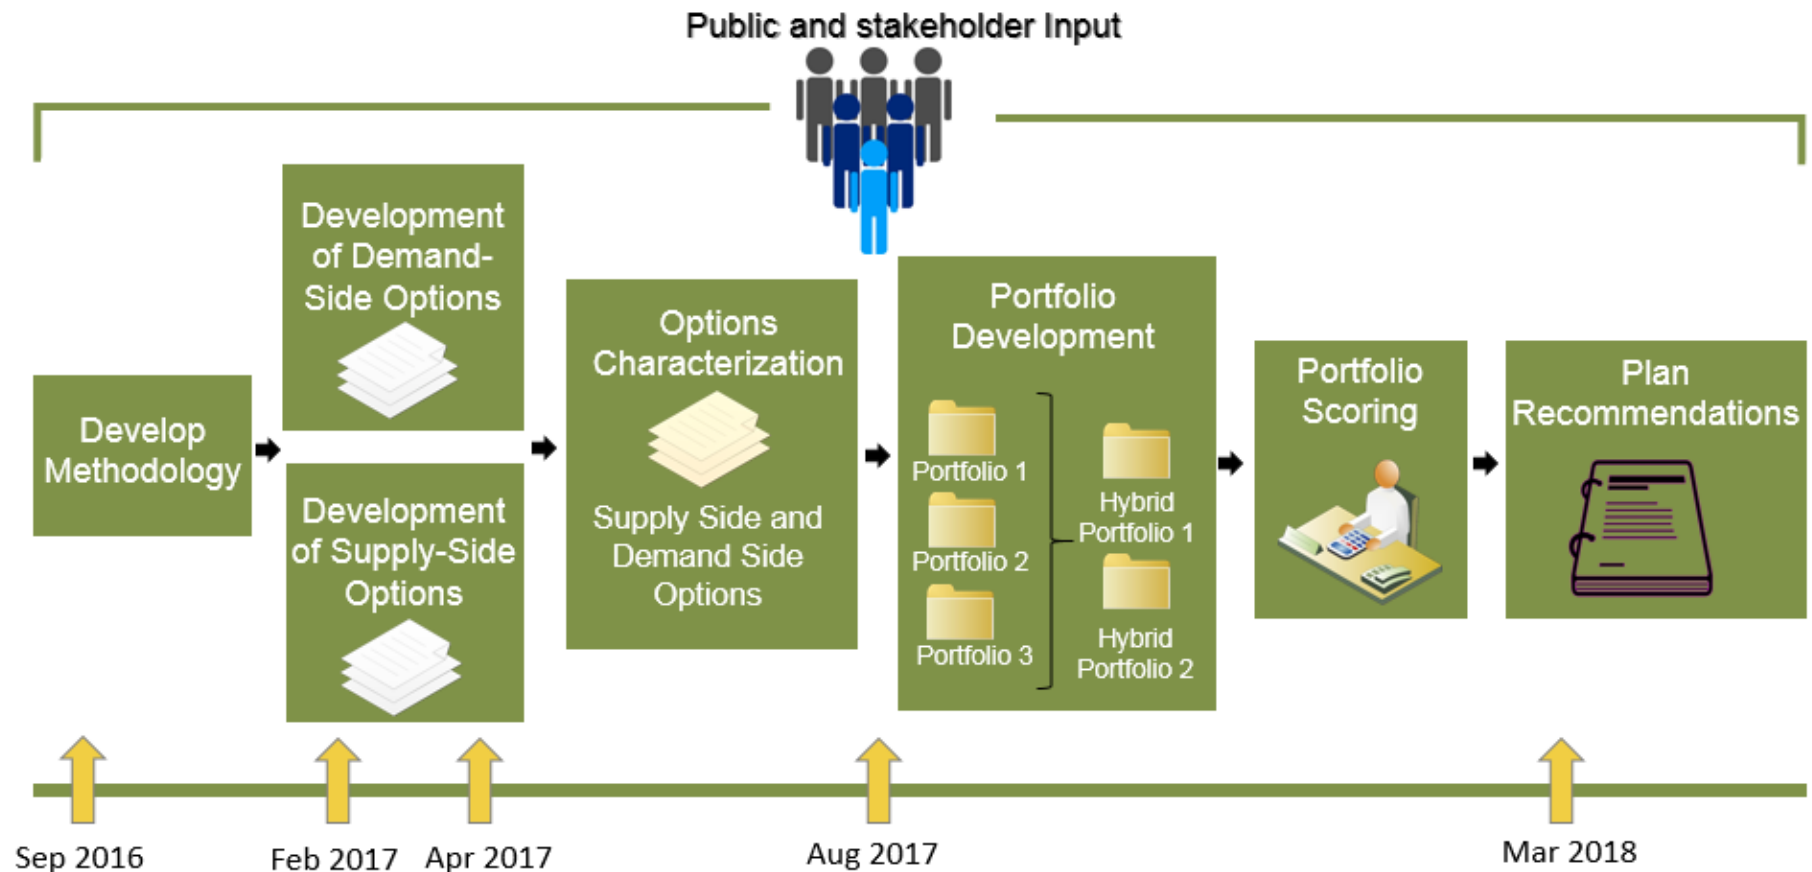 Public and stakeholder Input
Develop
Methodology
Development
of Demand-
Side Options
Development
of Supply-Side
Options
Options
Characterization
Supply Side and
Demand Side
Options
Portfolio
Development
Portfolio 1
Portfolio 2
Portfolio 3
Hybrid
Portfolio 1
Hybrid
Portfolio 2
Portfolio
Scoring
Plan
Recommendations
Sep 2016
Feb 2017
Apr 2017
Aug 2017
Mar 2018